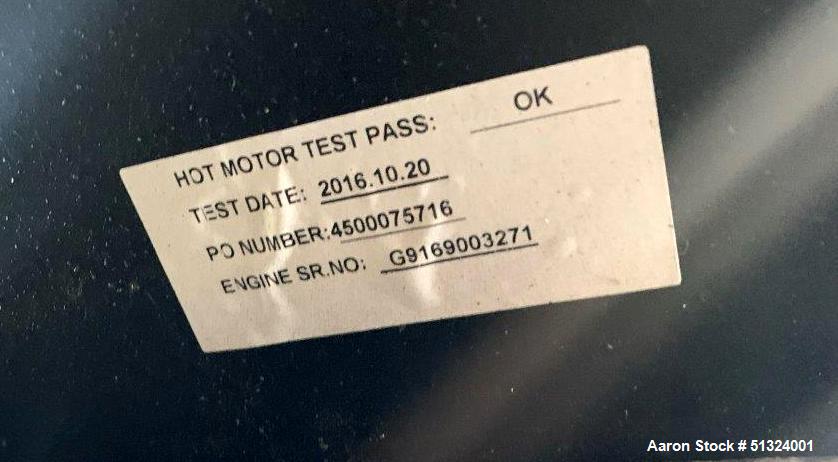 HOT MOTOR TEST PASS: OK
TEST DATE: 2016.10.20
PO NUMBER:4500075716
ENGINE SR.NO: G9169003271
Aaron Stock # 51324001